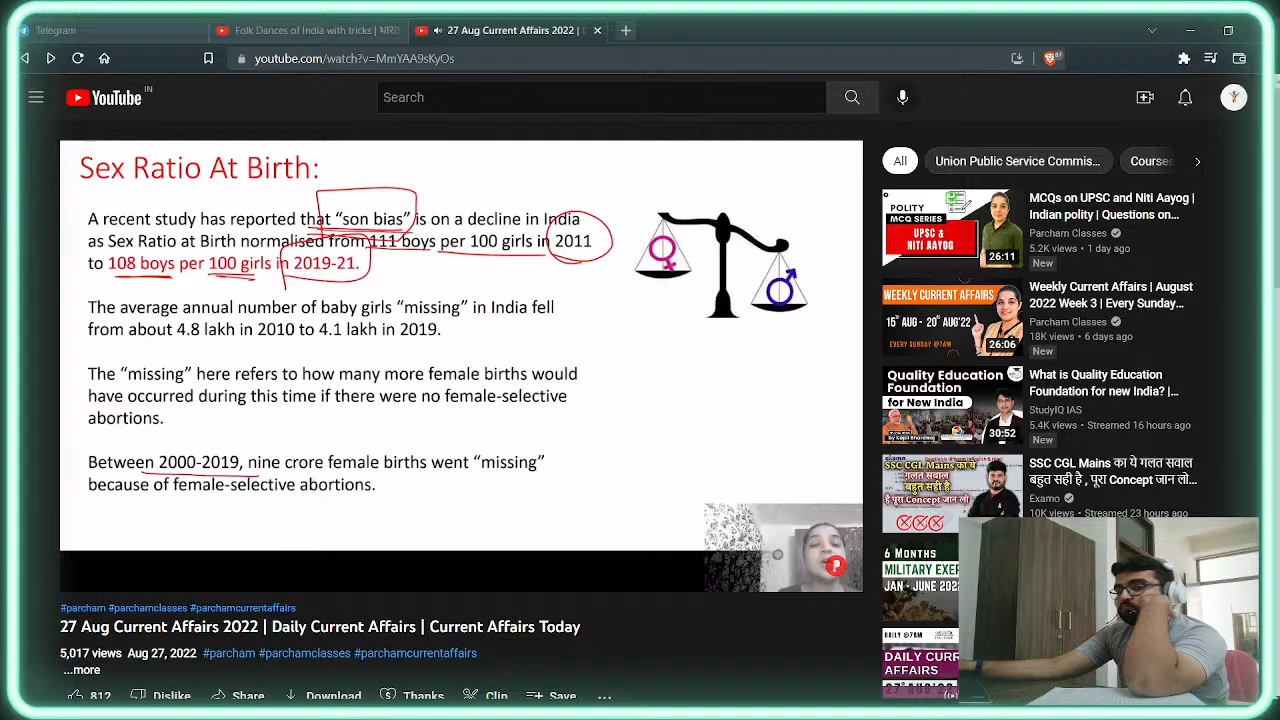 Telegram
Folk Dances of India with tricks |
27 Aug Current Affairs 2022 |
youtube.com/watch?v=MmYAA9sKyOs
87
YouTube IN
Search
Sex Ratio At Birth:
A recent study has reported that “son bias” is on a decline in India
as Sex Ratio at Birth normalised from 111 boys per 100 girls in 2011
to 108 boys per 100 girls in 2019-21.
The average annual number of baby girls “missing” in India fell
from about 4.8 lakh in 2010 to 4.1 lakh in 2019.
The “missing” here refers to how many more female births would
have occurred during this time if there were no female-selective
abortions.
Between 2000-2019, nine crore female births went “missing”
because of female-selective abortions.
P
#parcham #parchamclasses #parchamcurrentaffairs
27 Aug Current Affairs 2022 | Daily Current Affairs | Current Affairs Today
5,017 views Aug 27, 2022 #parcham #parchamclasses #parchamcurrentaffairs
...more
812 Dislike Share Download Thanks Clip Save ...
All Union Public Service Commis... Courses
POLITY
MCQ SERIES
UPSC &
NITI AAYOG
26:11
MCQs on UPSC and Niti Aayog |
Indian polity | Questions on...
Parcham Classes
5.2K views • 1 day ago
New
WEEKLY CURRENT AFFAIRS
15th AUG - 20th AUG'22
EVERY SUNDAY @7AM
26:06
Weekly Current Affairs | August
2022 Week 3 | Every Sunday...
Parcham Classes
18K views • 6 days ago
New
Quality Education
Foundation
for New India
by Kapil Bhardwaj
30:52
What is Quality Education
Foundation for new India? |...
StudyIQ IAS
5.4K views • Streamed 16 hours ago
New
SSC CGL Mains का ये
गलत सवाल
बहुत सही है
पूरा Concept जान लो
SSC CGL Mains का ये गलत सवाल
बहुत सही है , पूरा Concept जान लो...
Examo
10K views • Streamed 23 hours ago
6 MONTHS
MILITARY EXER
JAN - JUNE 2022
DAILY @7AM
DAILY CURR
AFFAIRS